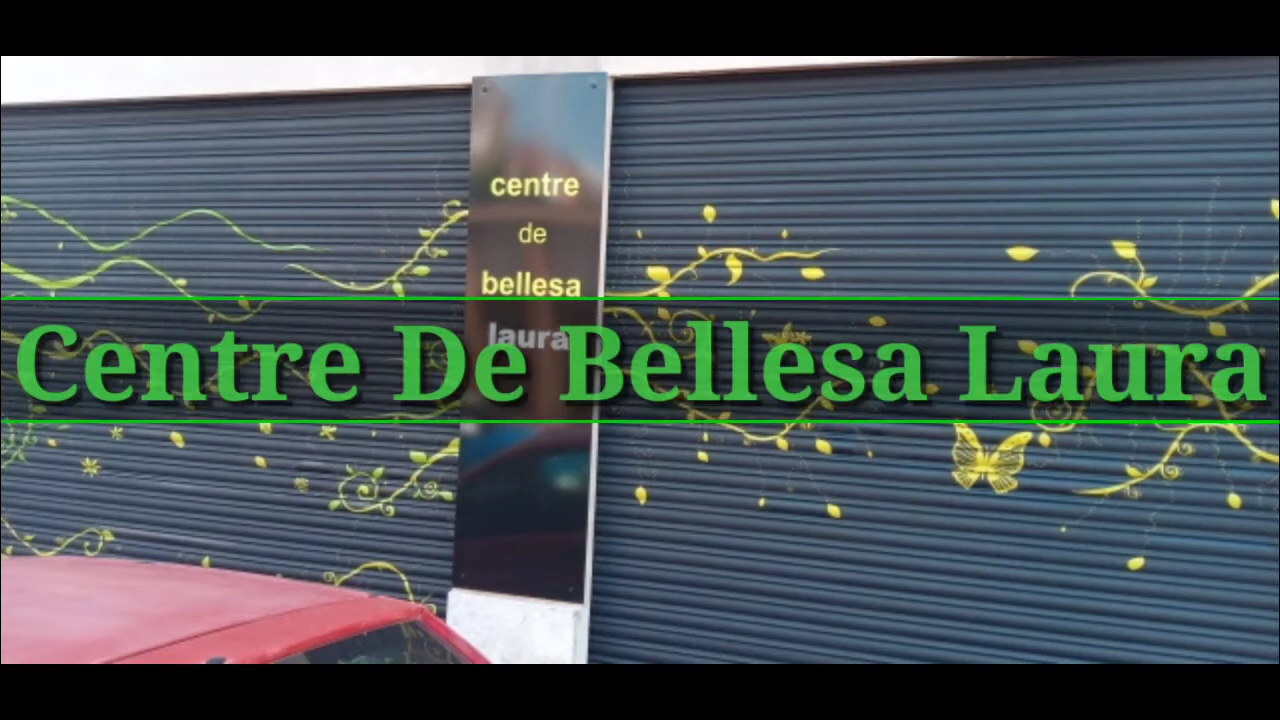 centre
de
bellesa
laura
Centre De Bellesa Laura